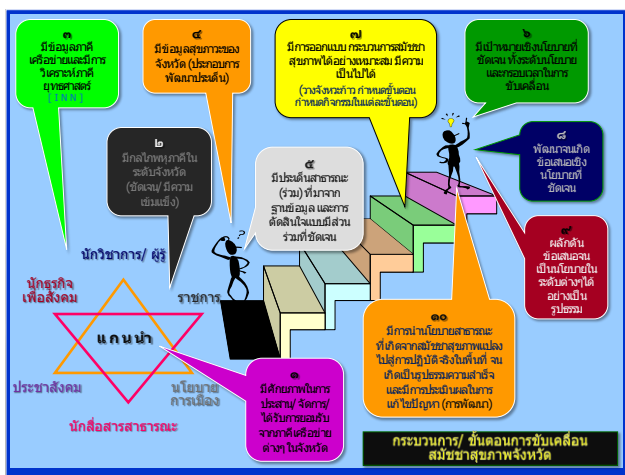 ๓
มีข้อมูลภาคี
เครือข่ายและมีการ
วิเคราะห์ภาคี
ยุทธศาสตร์
[ I N N ]
๔
มีข้อมูลสุขภาวะของ
จังหวัด (ประกอบการ
พัฒนาประเด็น)
๗
มีการออกแบบ กระบวนการสมัชชา
สุขภาพได้อย่างเหมาะสม มีความ
เป็นไปได้
(วางจังหวะก้าว กำหนดขั้นตอน
กำหนดกิจกรรมในแต่ละขั้นตอน)
๖
มีเป้าหมายเชิงนโยบายที่
ชัดเจน ทั้งระดับนโยบาย
และกรอบเวลาในการ
ขับเคลื่อน
๒
มีกลไกพหุภาคีใน
ระดับจังหวัด
(ชัดเจน/ มีความ
เข้มแข็ง)
๕
มีประเด็นสาธารณะ
(ร่วม) ที่มาจาก
ฐานข้อมูล และการ
ตัดสินใจแบบมีส่วน
ร่วมที่ชัดเจน
๘
พัฒนาจนเกิด
ข้อเสนอเชิง
นโยบายที่
ชัดเจน
๙
ผลักดัน
ข้อเสนอจน
เป็นนโยบายใน
ระดับต่างๆได้
อย่างเป็น
รูปธรรม
?
นักวิชาการ/ ผู้รู้
นักธุรกิจ
เพื่อสังคม
ราชการ
แกนนำ
ประชาสังคม
นโยบาย
การเมือง
นักสื่อสารสาธารณะ
๑
มีศักยภาพในการ
ประสาน/ จัดการ/
ได้รับการยอมรับ
จากภาคีเครือข่าย
ต่างๆ ในจังหวัด
๑๐
มีการนำนโยบายสาธารณะ
ที่เกิดจากสมัชชาสุขภาพแปลง
ไปสู่การปฏิบัติจริงในพื้นที่ จน
เกิดเป็นรูปธรรมความสำเร็จ
และมีการประเมินผลในการ
แก้ไขปัญหา (การพัฒนา)
กระบวนการ/ ขั้นตอนการขับเคลื่อน
สมัชชาสุขภาพจังหวัด